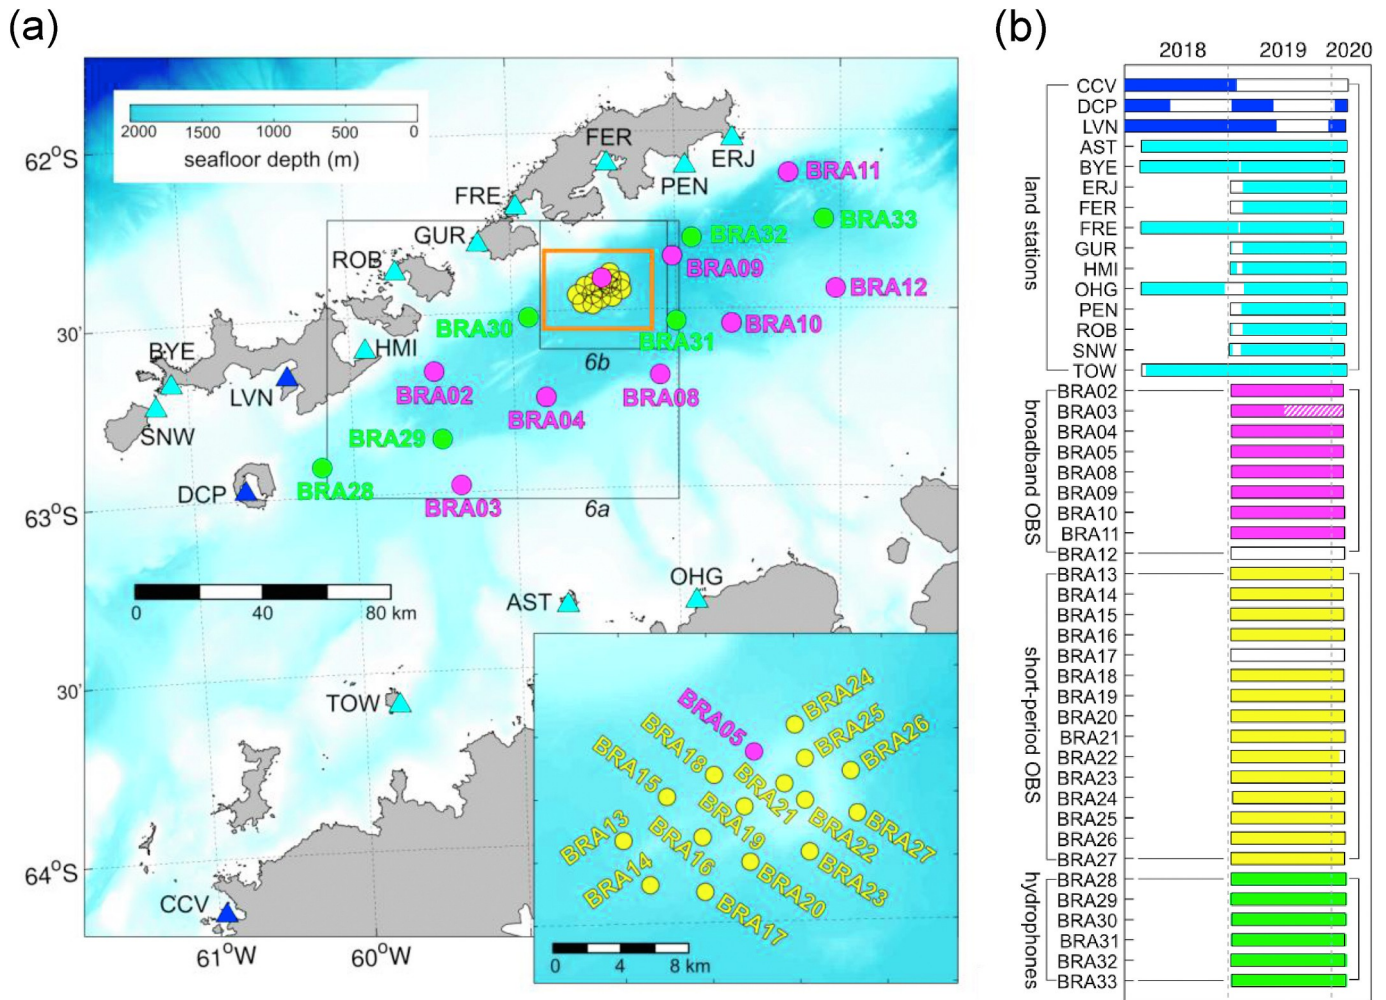 (a)
2000 1500 1000 500 0
seafloor depth (m)
62°S
30'
63°S
30'
64°S
61°W
60°W
FER
ERJ
PEN
FRE
GUR
ROB
HMI
BYE
LVN
SNW
DCP
AST
OHG
TOW
CCV
BRA11
BRA33
BRA32
BRA09
BRA12
BRA10
BRA30
BRA31
6b
BRA02
BRA08
BRA04
BRA29
BRA28
BRA03
6a
0 40 80 km
BRA05
BRA24
BRA25
BRA26
BRA18
BRA15
BRA21
BRA13
BRA19
BRA22
BRA27
BRA16
BRA14
BRA20
BRA23
BRA17
0 4 8 km
(b)
2018 2019 2020
land stations
CCV
DCP
LVN
AST
BYE
ERJ
FER
FRE
GUR
HMI
OHG
PEN
ROB
SNW
TOW
broadband OBS
BRA02
BRA03
BRA04
BRA05
BRA08
BRA09
BRA10
BRA11
BRA12
short-period OBS
BRA13
BRA14
BRA15
BRA16
BRA17
BRA18
BRA19
BRA20
BRA21
BRA22
BRA23
BRA24
BRA25
BRA26
BRA27
hydrophones
BRA28
BRA29
BRA30
BRA31
BRA32
BRA33